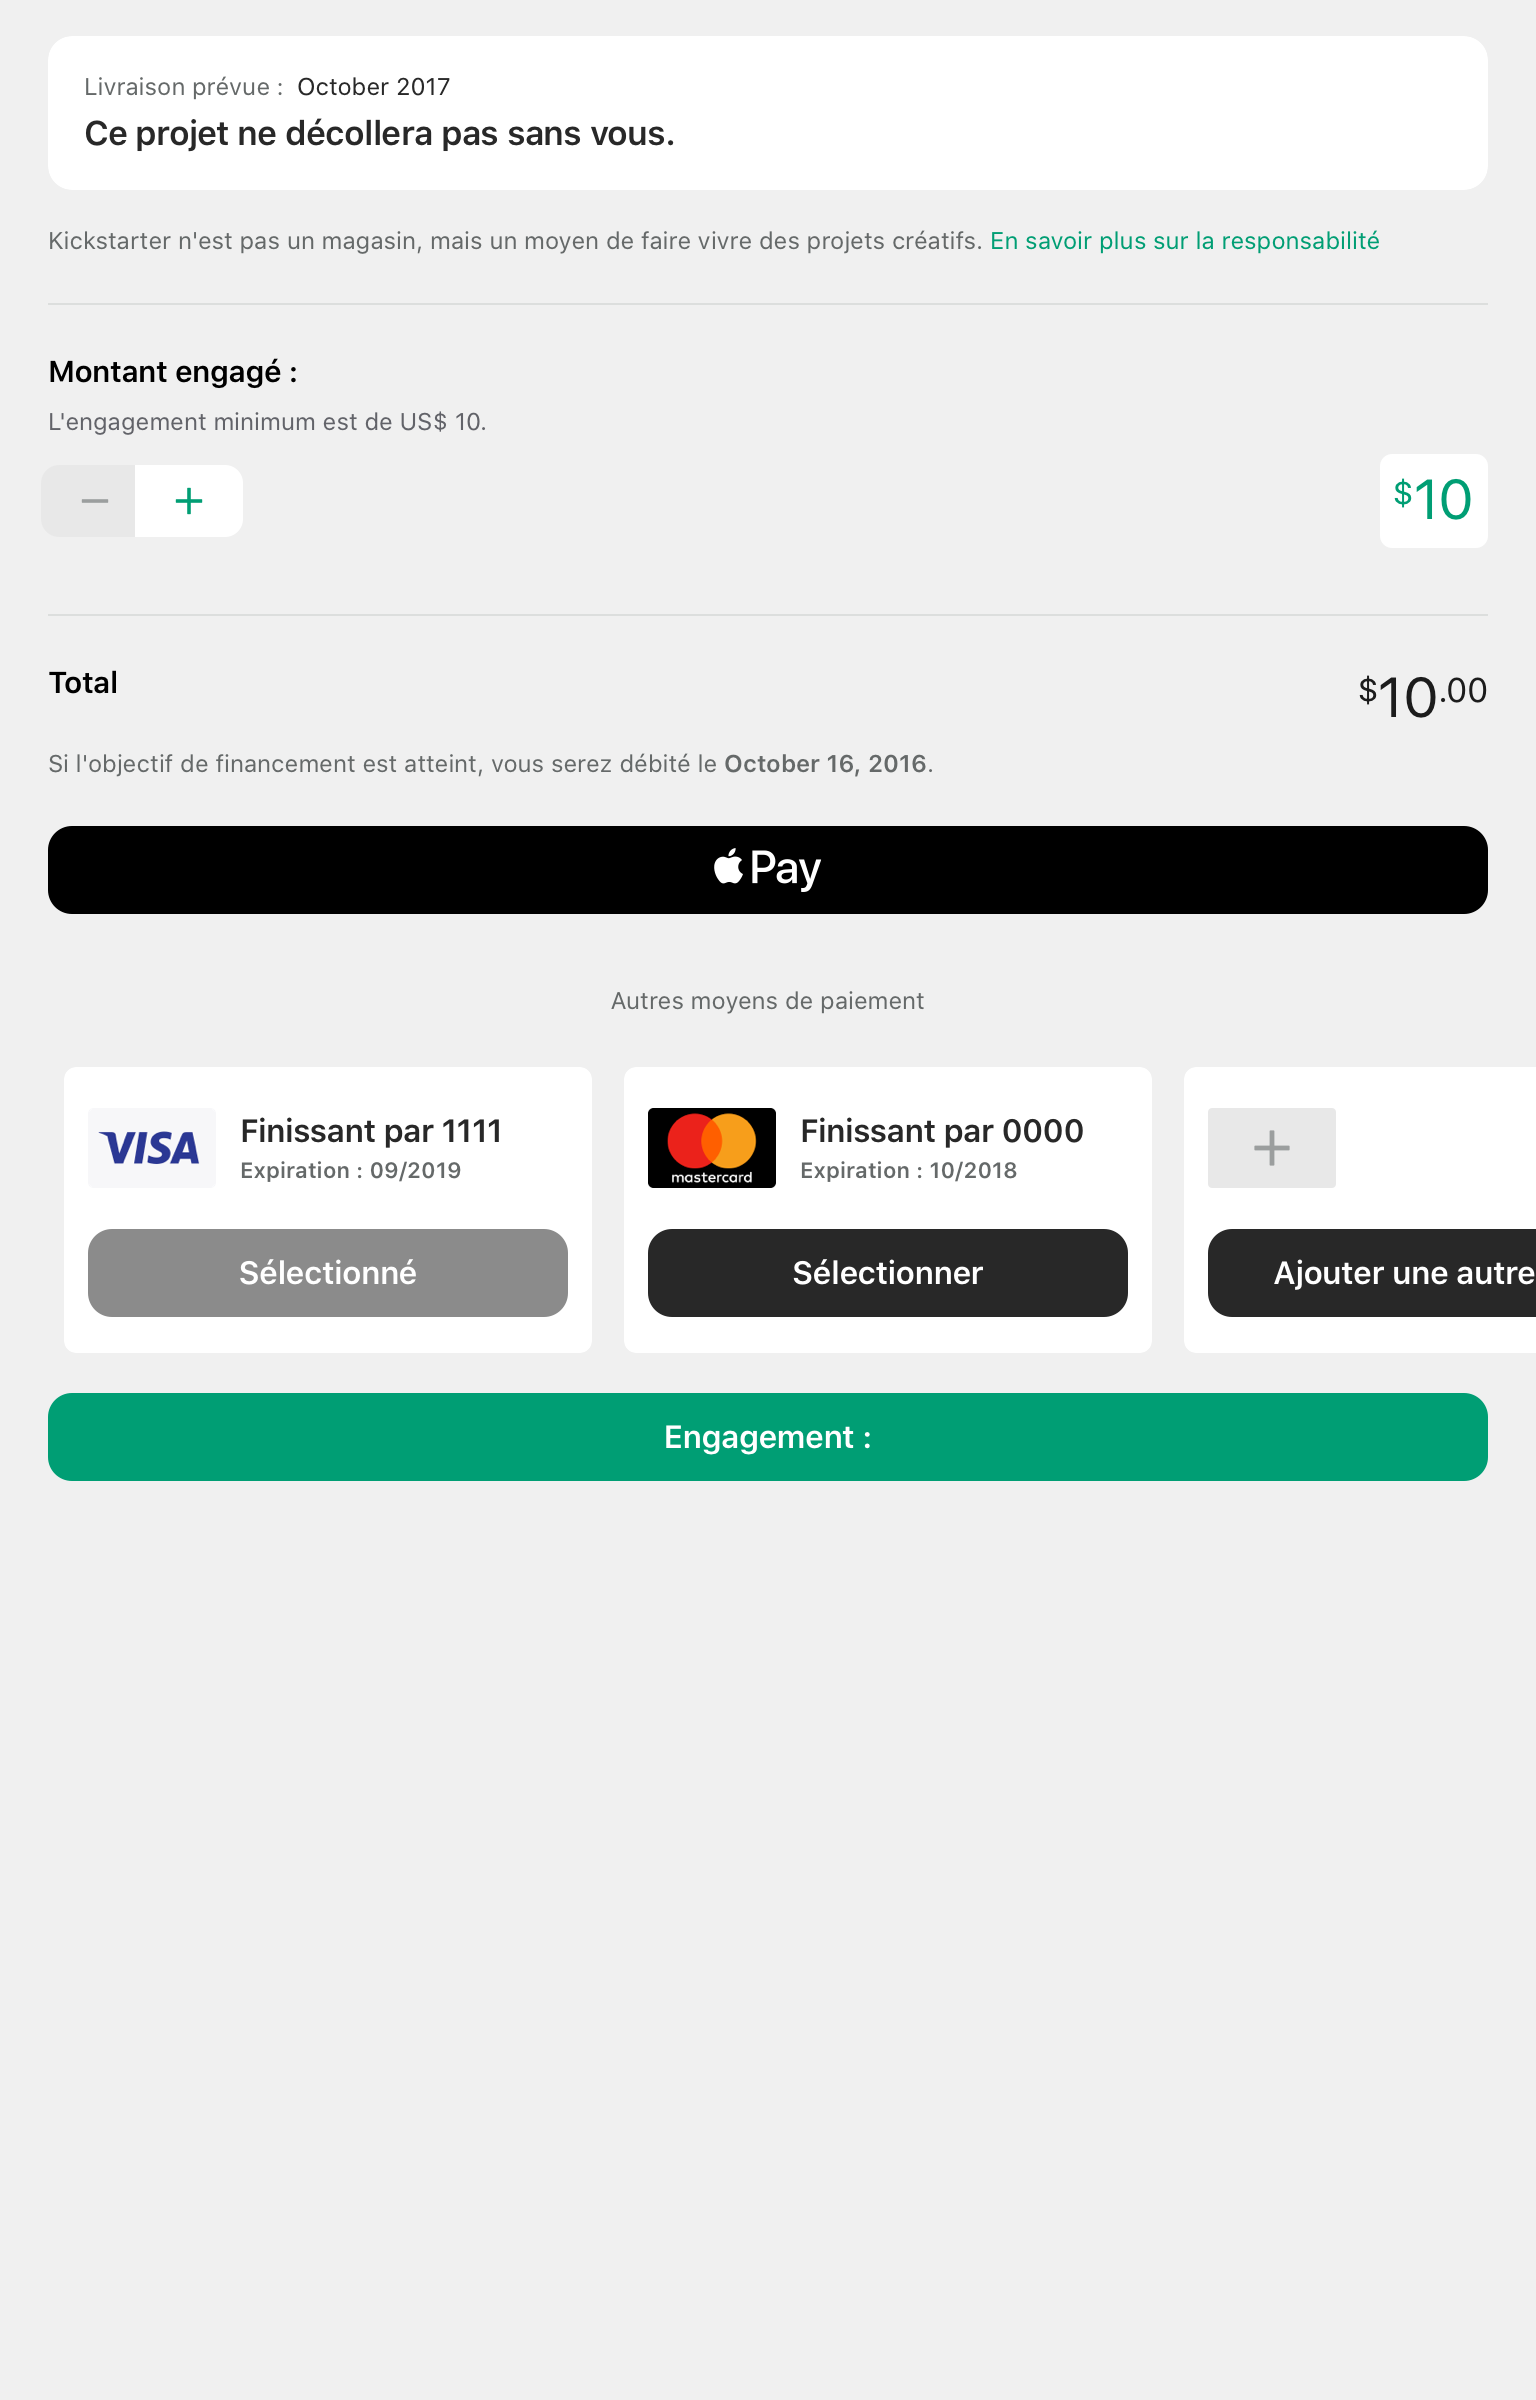 Livraison prévue : October 2017
Ce projet ne décollera pas sans vous.
Kickstarter n'est pas un magasin, mais un moyen de faire vivre des projets créatifs. En savoir plus sur la responsabilité
Montant engagé :
L'engagement minimum est de US$ 10.
$10
Total
$10.00
Si l'objectif de financement est atteint, vous serez débité le October 16, 2016.
Pay
Autres moyens de paiement
VISA
Finissant par 1111
Expiration : 09/2019
Sélectionné
mastercard
Finissant par 0000
Expiration : 10/2018
Sélectionner
Ajouter une autre
Engagement :